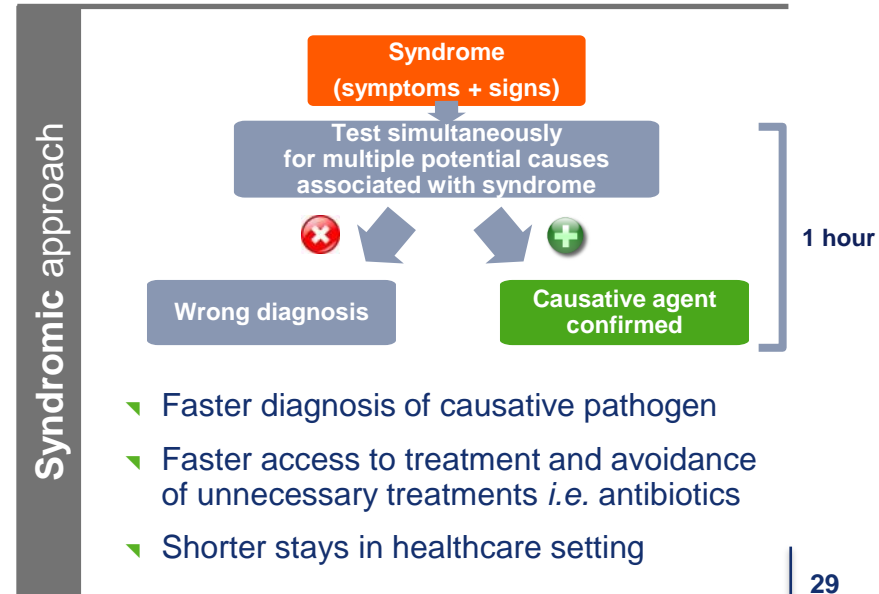 Syndromic approach
Syndrome
(symptoms + signs)
Test simultaneously
for multiple potential causes
associated with syndrome
1 hour
Wrong diagnosis
Causative agent
confirmed
Faster diagnosis of causative pathogen
Faster access to treatment and avoidance
of unnecessary treatments i.e. antibiotics
Shorter stays in healthcare setting
29